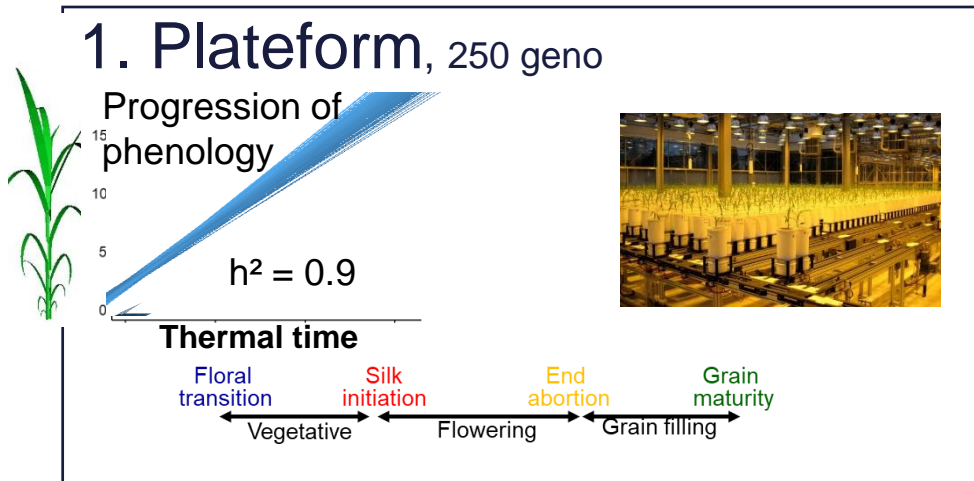 1. Plateform, 250 geno
Progression of
phenology
15
10
5
0
h² = 0.9
Thermal time
Floral
transition
Silk
initiation
End
abortion
Grain
maturity
Vegetative
Flowering
Grain filling